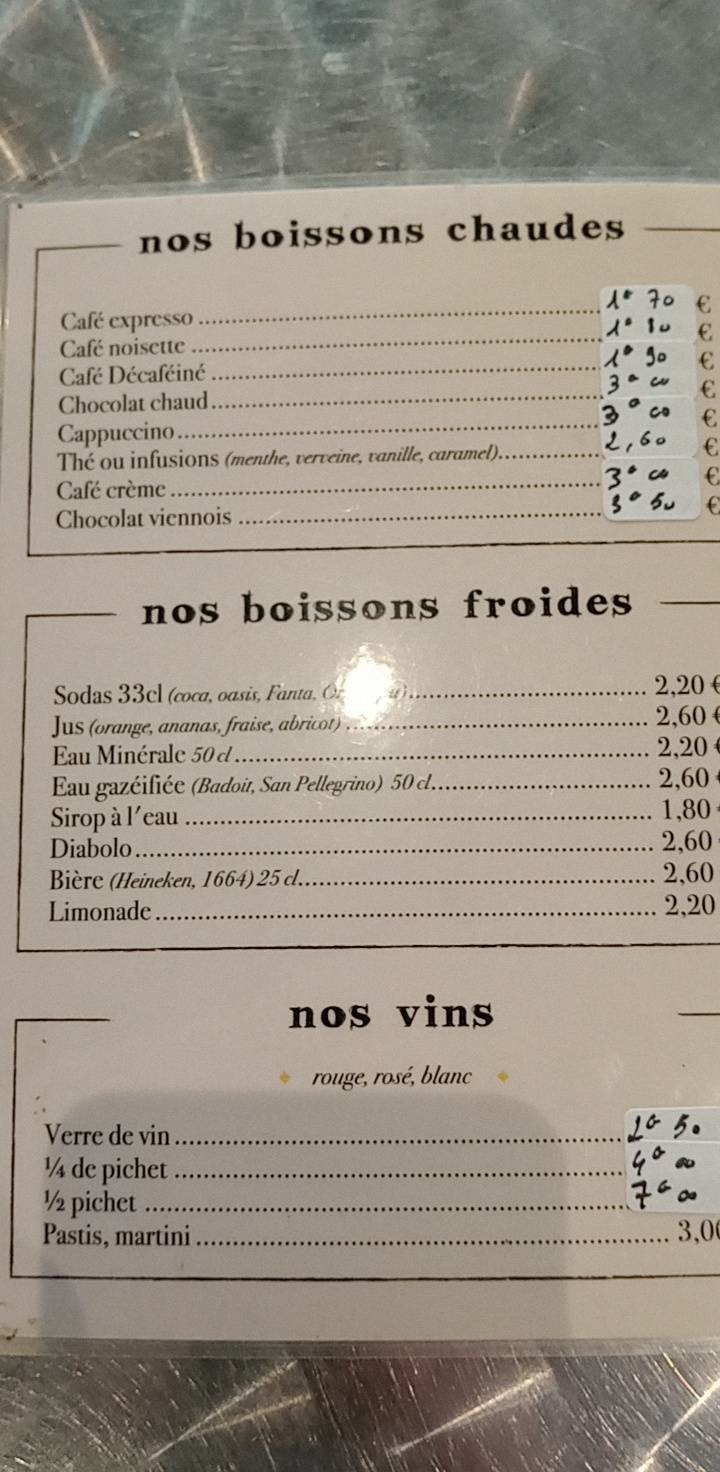 nos boissons chaudes
Café expresso 1° 70 €
Café noisette 1° 80 €
Café Décaféiné 1° 90 €
Chocolat chaud 3° 00 €
Cappuccino 3° 00 €
Thé ou infusions (menthe, verveine, vanille, caramel) 2,60 €
Café crème 3° 00 €
Chocolat viennois 3° 50 €
nos boissons froides
Sodas 33cl (coca, oasis, Fanta, 2,20 €
Jus (orange, ananas, fraise, abricot) 2,60 €
Eau Minérale 50 cl 2,20 €
Eau gazéifiée (Badoit, San Pellegrino) 50 cl 2,60
Sirop à l'eau 1,80
Diabolo 2,60
Bière (Heineken, 1664) 25 cl 2,60
Limonade 2,20
nos vins
rouge, rosé, blanc
Verre de vin 2° 50
¼ de pichet 4° 00
½ pichet 7° 00
Pastis, martini 3,00